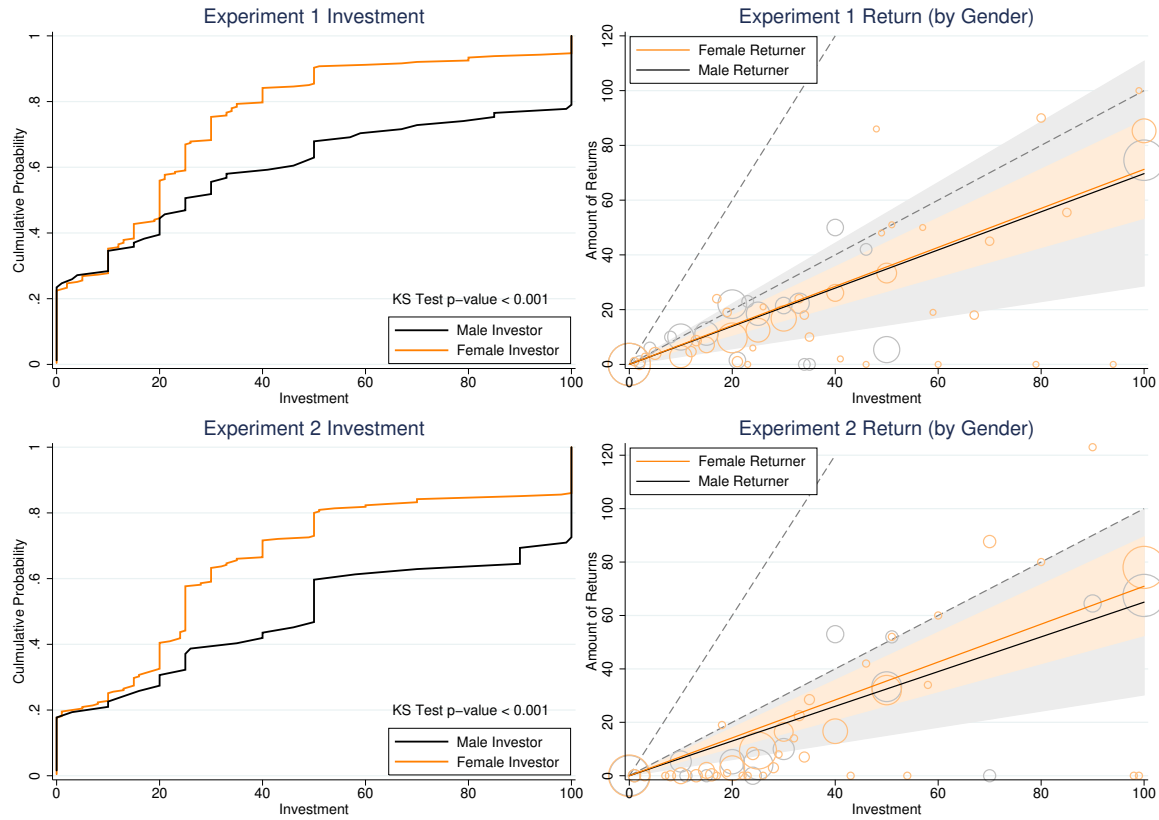 Experiment 1 Investment
Culmulative Probability
0 .2 .4 .6 .8 1
KS Test p-value < 0.001
Male Investor
Female Investor
0 20 40 60 80 100
Investment
Experiment 1 Return (by Gender)
Amount of Returns
0 20 40 60 80 100 120
Female Returner
Male Returner
0 20 40 60 80 100
Investment
Experiment 2 Investment
Culmulative Probability
0 .2 .4 .6 .8 1
KS Test p-value < 0.001
Male Investor
Female Investor
0 20 40 60 80 100
Investment
Experiment 2 Return (by Gender)
Amount of Returns
0 20 40 60 80 100 120
Female Returner
Male Returner
0 20 40 60 80 100
Investment